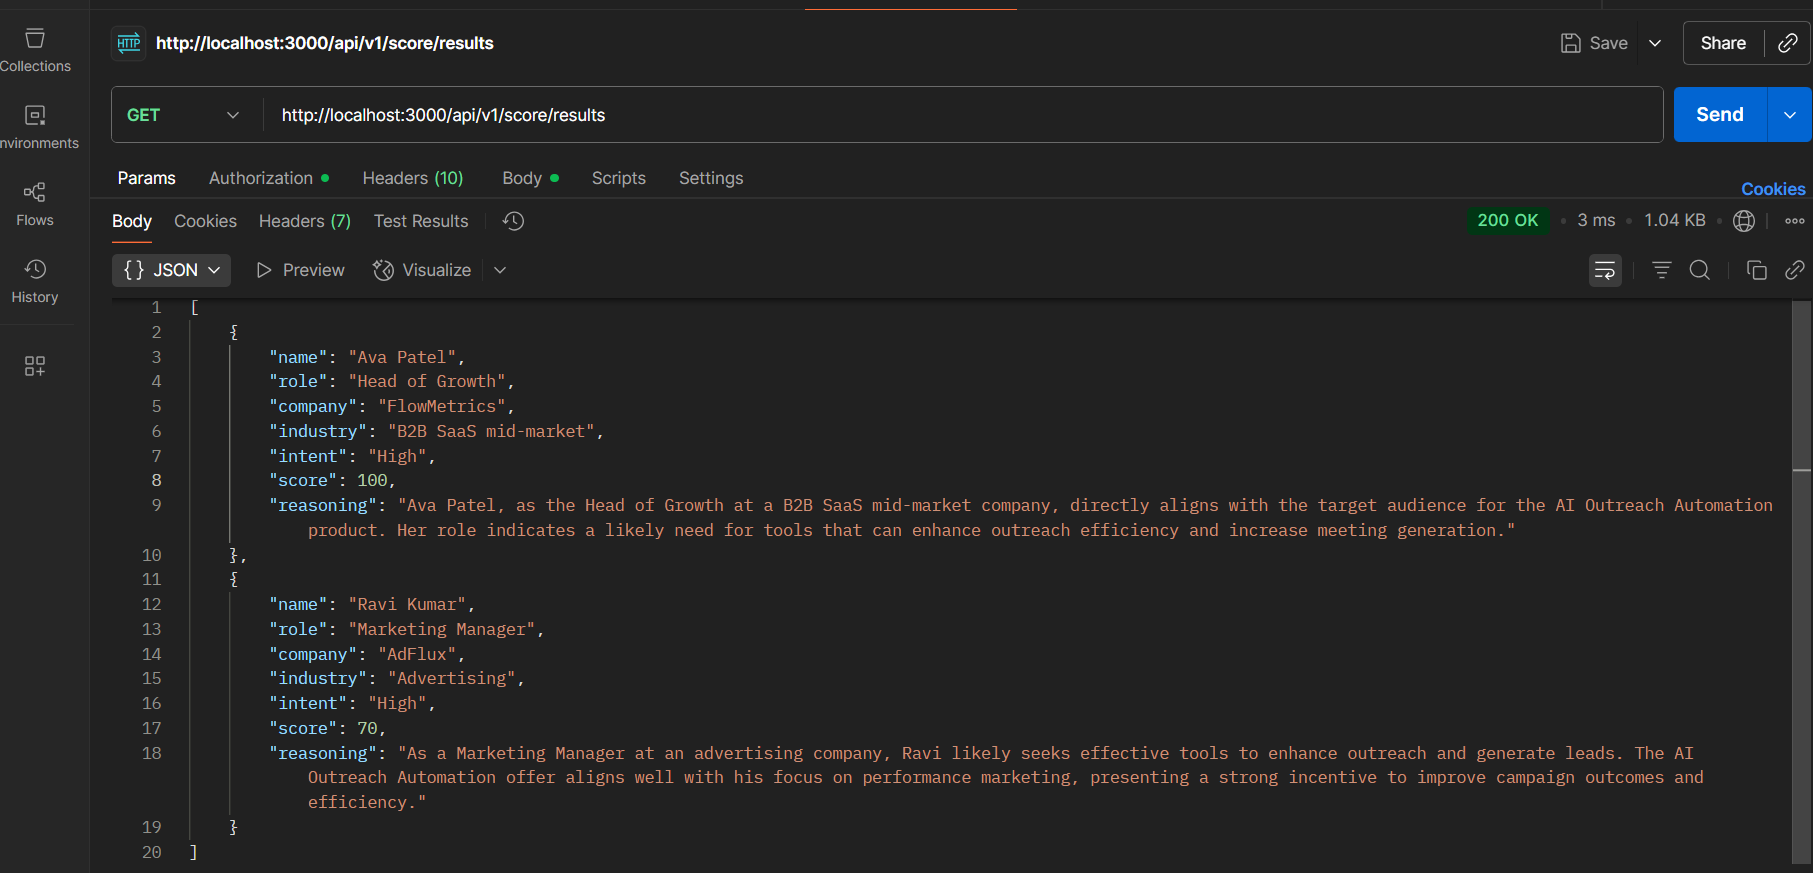 Collections
nvironments
Flows
History
HTTP http://localhost:3000/api/v1/score/results
Save
Share
GET http://localhost:3000/api/v1/score/results
Send
Params Authorization Headers (10) Body Scripts Settings
Cookies
Body Cookies Headers (7) Test Results
200 OK • 3 ms • 1.04 KB •
{} JSON Preview Visualize
1 [
2 {
3 "name": "Ava Patel",
4 "role": "Head of Growth",
5 "company": "FlowMetrics",
6 "industry": "B2B SaaS mid-market",
7 "intent": "High",
8 "score": 100,
9 "reasoning": "Ava Patel, as the Head of Growth at a B2B SaaS mid-market company, directly aligns with the target audience for the AI Outreach Automation
product. Her role indicates a likely need for tools that can enhance outreach efficiency and increase meeting generation."
10 },
11 {
12 "name": "Ravi Kumar",
13 "role": "Marketing Manager",
14 "company": "AdFlux",
15 "industry": "Advertising",
16 "intent": "High",
17 "score": 70,
18 "reasoning": "As a Marketing Manager at an advertising company, Ravi likely seeks effective tools to enhance outreach and generate leads. The AI
Outreach Automation offer aligns well with his focus on performance marketing, presenting a strong incentive to improve campaign outcomes and
efficiency."
19 }
20 ]